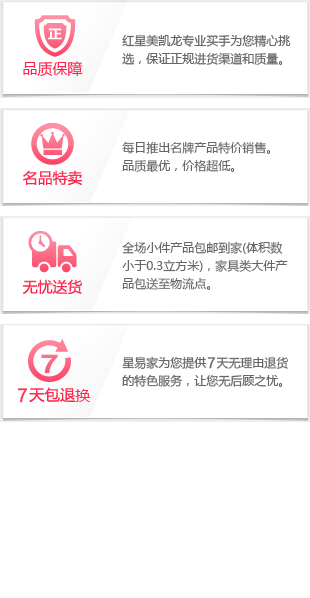 正
品质保障
红星美凯龙专业买手为您精心挑
选，保证正规进货渠道和质量。
名品特卖
每日推出名牌产品特价销售。
品质最优，价格超低。
无忧送货
全场小件产品包邮到家(体积数
小于0.3立方米)，家具类大件产
品包送至物流点。
7
7天包退换
星易家为您提供7天无理由退货
的特色服务，让您无后顾之忧。